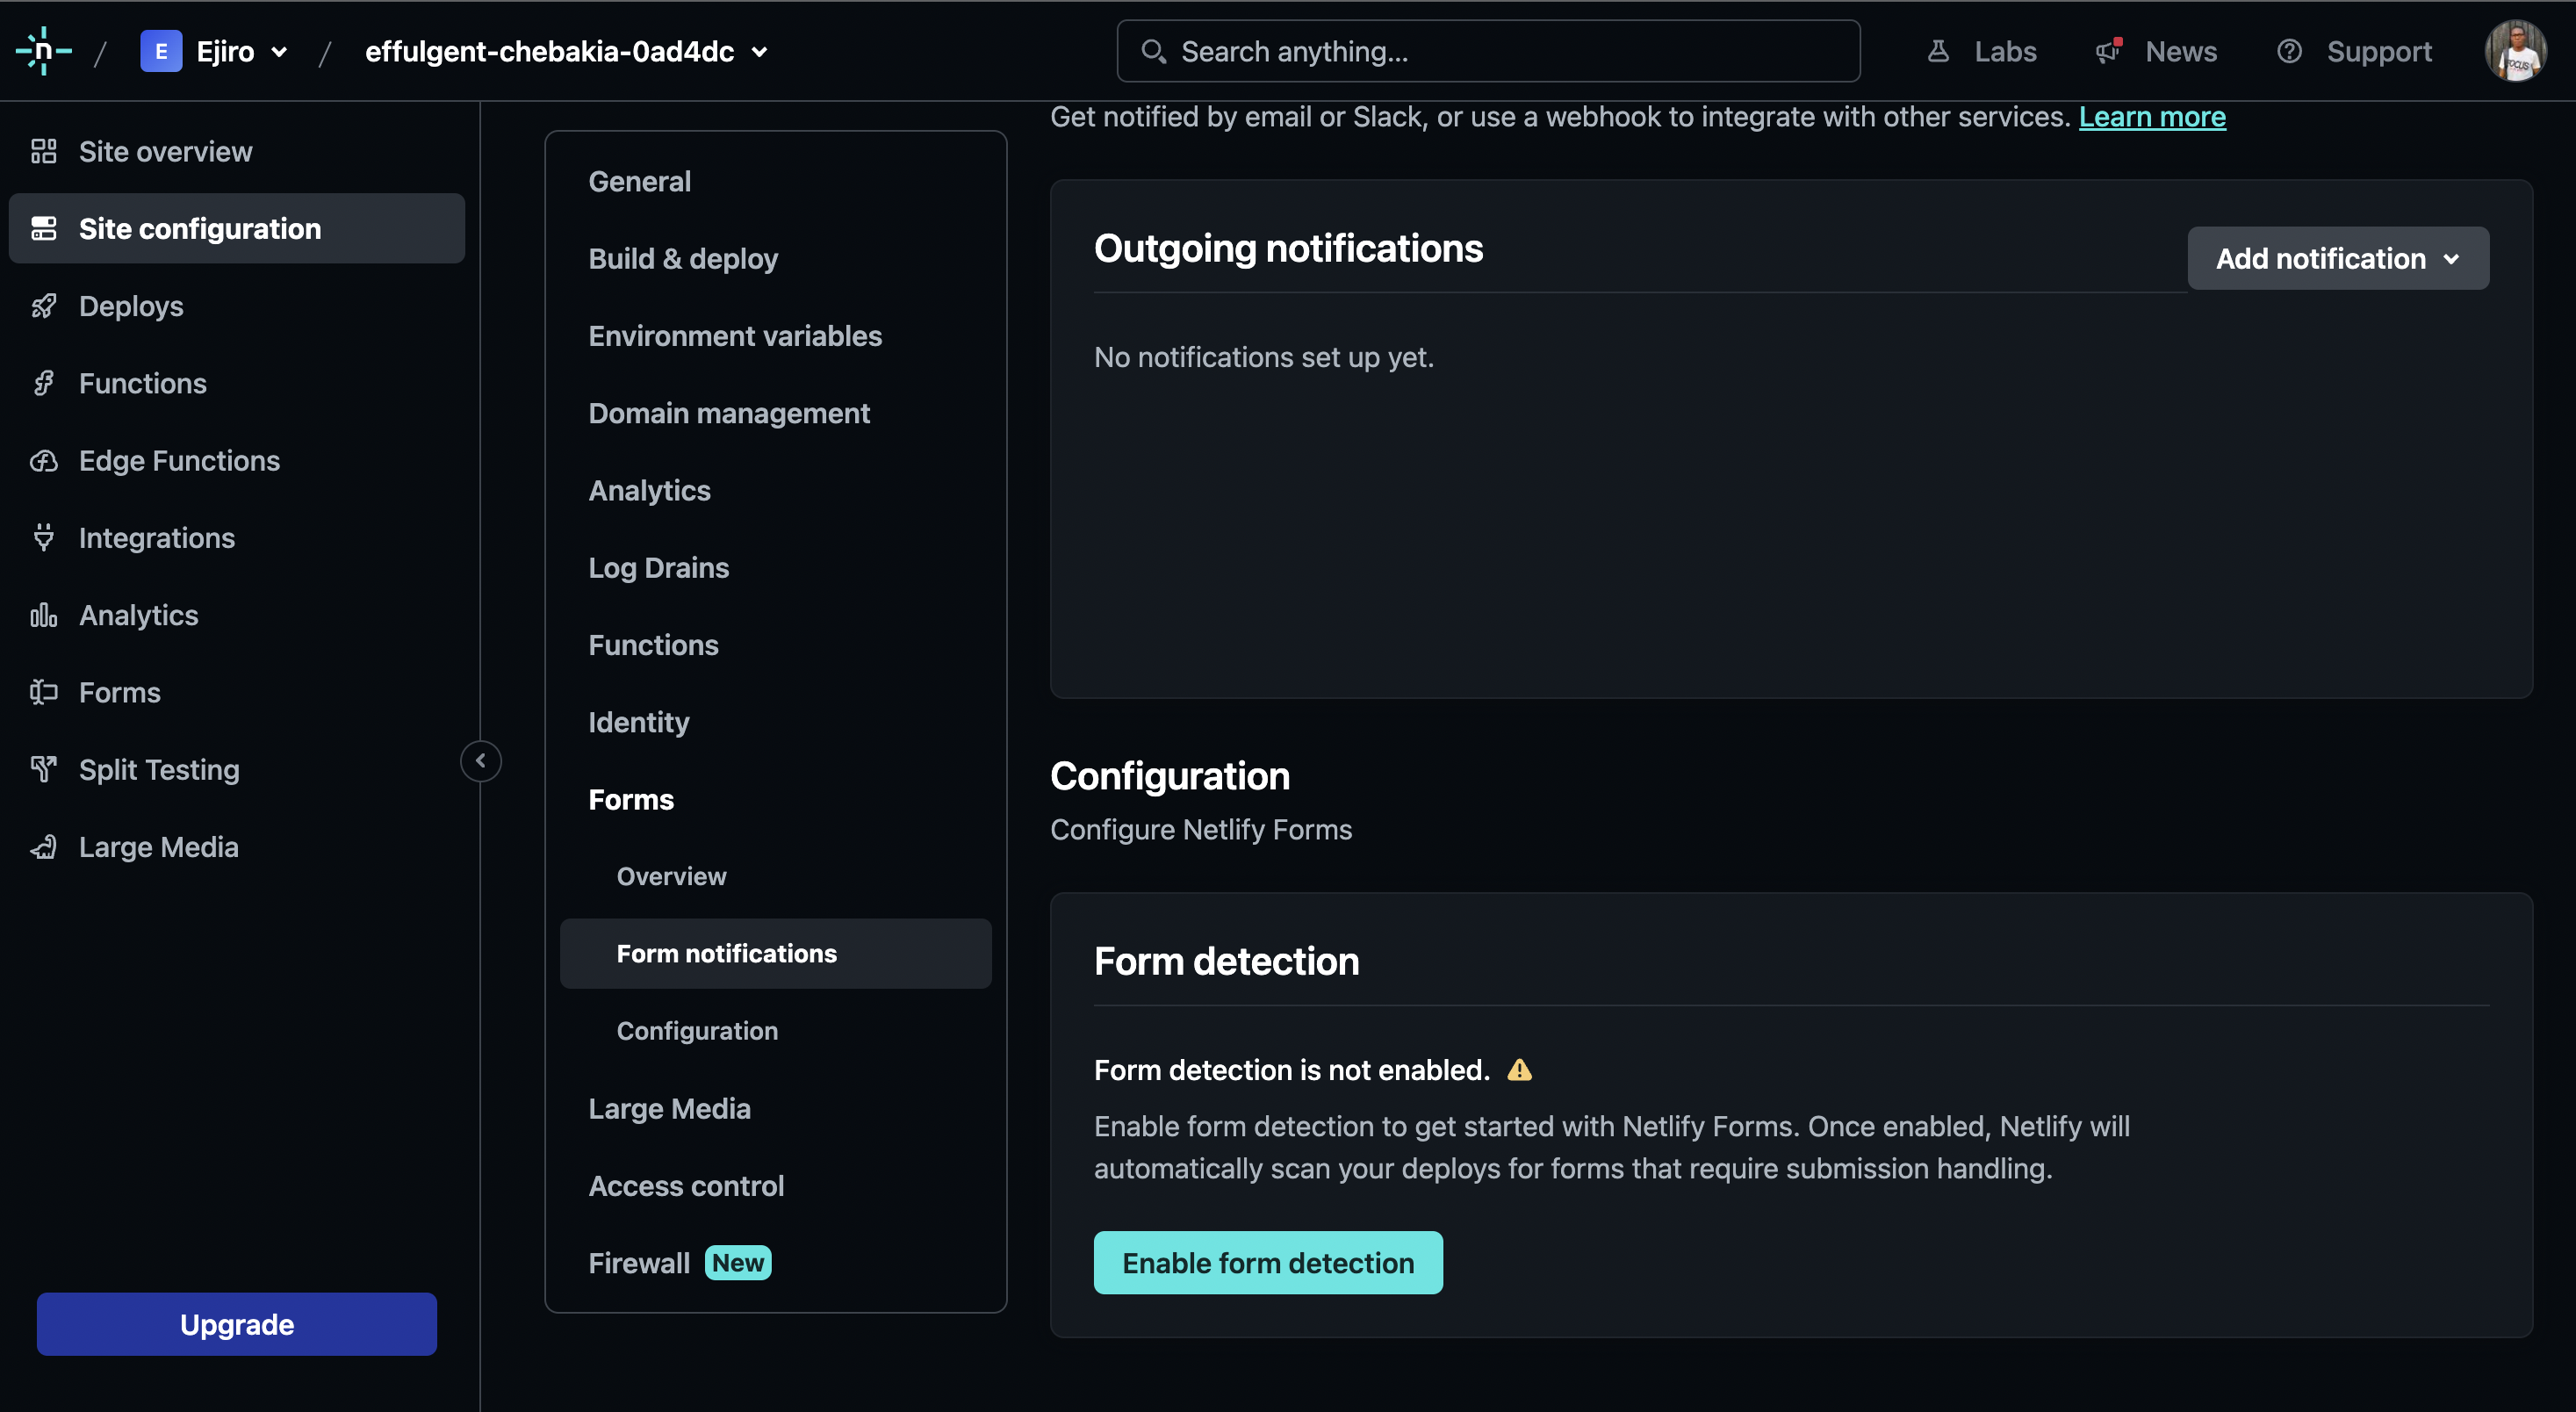 n / E Ejiro / effulgent-chebakia-0ad4dc Search anything... Labs News Support
Site overview
Site configuration
Deploys
Functions
Edge Functions
Integrations
Analytics
Forms
Split Testing
Large Media
Upgrade
General
Build & deploy
Environment variables
Domain management
Analytics
Log Drains
Functions
Identity
Forms
Overview
Form notifications
Configuration
Large Media
Access control
Firewall New
Get notified by email or Slack, or use a webhook to integrate with other services. Learn more
Outgoing notifications
Add notification
No notifications set up yet.
Configuration
Configure Netlify Forms
Form detection
Form detection is not enabled.
Enable form detection to get started with Netlify Forms. Once enabled, Netlify will
automatically scan your deploys for forms that require submission handling.
Enable form detection